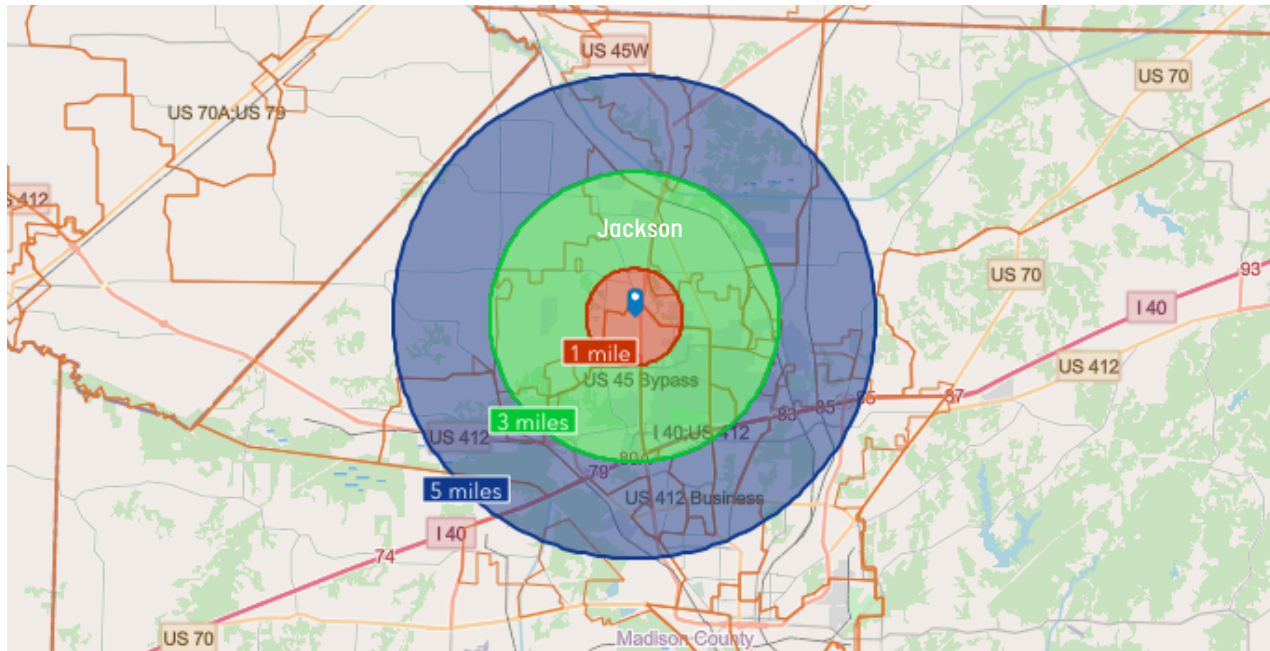 US 45W
US 70
US 70A;US 79
US 412
Jackson
US 70
93
I 40
1 mile
US 412
US 45 Bypass
87
85
85
83
3 miles
I 40;US 412
US 412
79
5 miles
US 412 Business
I 40
74
US 70
Madison County